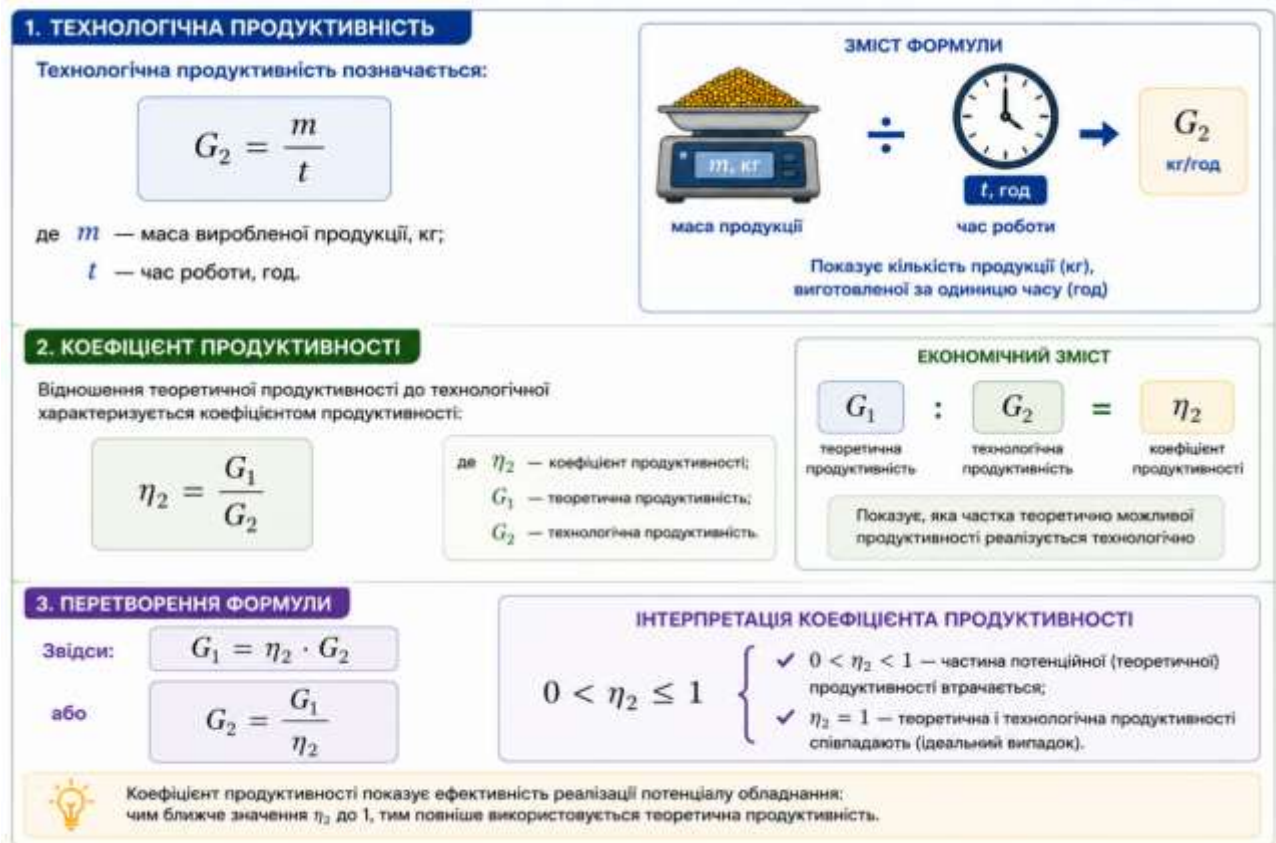 1. ТЕХНОЛОГІЧНА ПРОДУКТИВНІСТЬ
Технологічна продуктивність позначається:
G₂ = m / t
де m — маса виробленої продукції, кг;
t — час роботи, год.
ЗМІСТ ФОРМУЛИ
m, кг
÷
t, год
G₂
кг/год
маса продукції
час роботи
Показує кількість продукції (кг),
виготовленої за одиницю часу (год)
2. КОЕФІЦІЄНТ ПРОДУКТИВНОСТІ
Відношення теоретичної продуктивності до технологічної
характеризується коефіцієнтом продуктивності:
η₂ = G₁ / G₂
де η₂ — коефіцієнт продуктивності;
G₁ — теоретична продуктивність;
G₂ — технологічна продуктивність.
ЕКОНОМІЧНИЙ ЗМІСТ
G₁ : G₂ = η₂
теоретична продуктивність
технологічна продуктивність
коефіцієнт продуктивності
Показує, яка частка теоретично можливої
продуктивності реалізується технологічно
3. ПЕРЕТВОРЕННЯ ФОРМУЛИ
Звідси: G₁ = η₂ · G₂
або G₂ = G₁ / η₂
ІНТЕРПРЕТАЦІЯ КОЕФІЦІЄНТА ПРОДУКТИВНОСТІ
0 < η₂ ≤ 1
✓ 0 < η₂ < 1 — частина потенційної (теоретичної)
продуктивності втрачається;
✓ η₂ = 1 — теоретична і технологічна продуктивності
співпадають (ідеальний випадок).
Коефіцієнт продуктивності показує ефективність реалізації потенціалу обладнання:
чим ближче значення η₂ до 1, тим повніше використовується теоретична продуктивність.